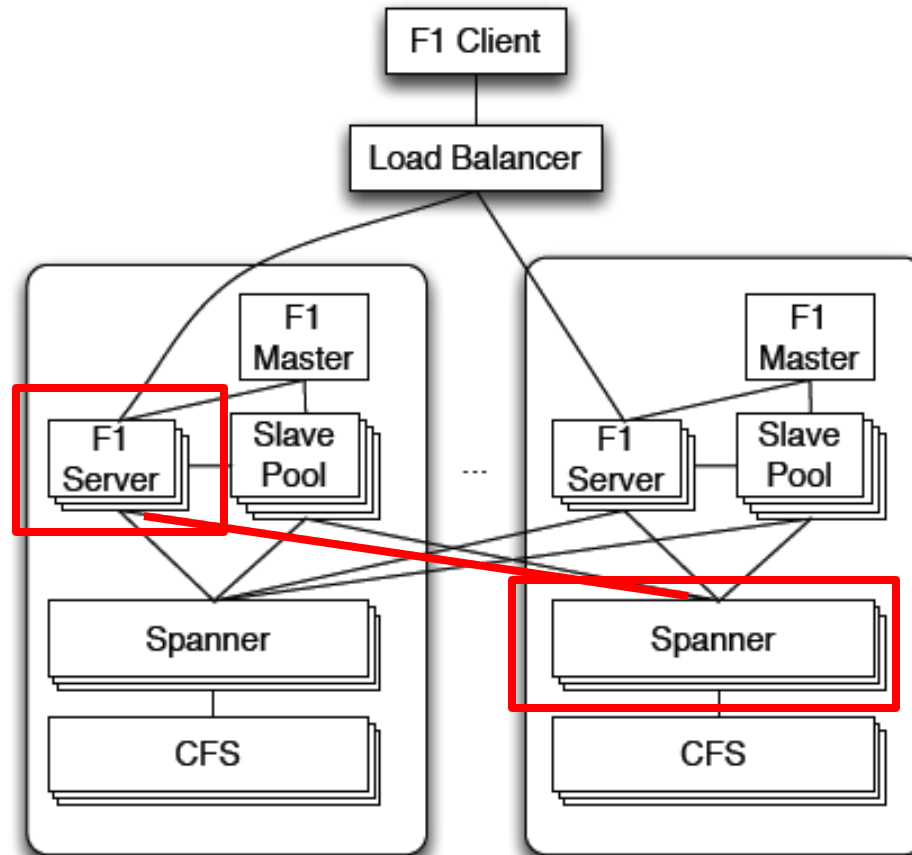 F1 Client
Load Balancer
F1
Master
F1
Server
Slave
Pool
Spanner
CFS
...
F1
Master
F1
Server
Slave
Pool
Spanner
CFS